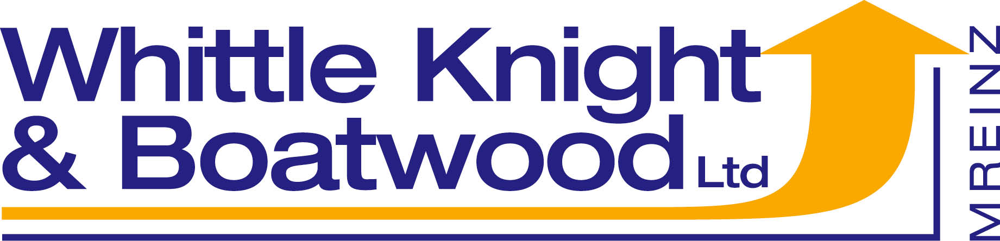 Whittle Knight
& Boatwood Ltd
MREINZ